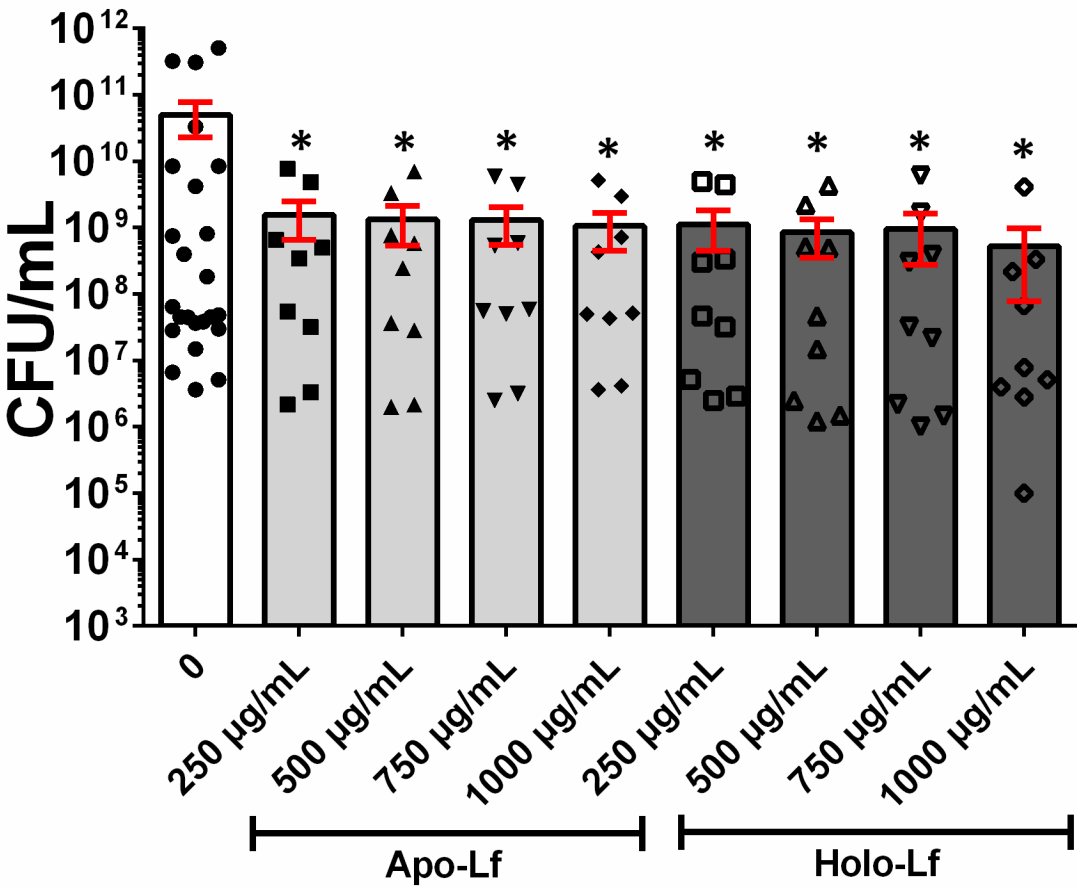 CFU/mL
10¹²
10¹¹
10¹⁰
10⁹
10⁸
10⁷
10⁶
10⁵
10⁴
10³
* * * * * * * *
0
250 µg/mL
500 µg/mL
750 µg/mL
1000 µg/mL
250 µg/mL
500 µg/mL
750 µg/mL
1000 µg/mL
Apo-Lf
Holo-Lf